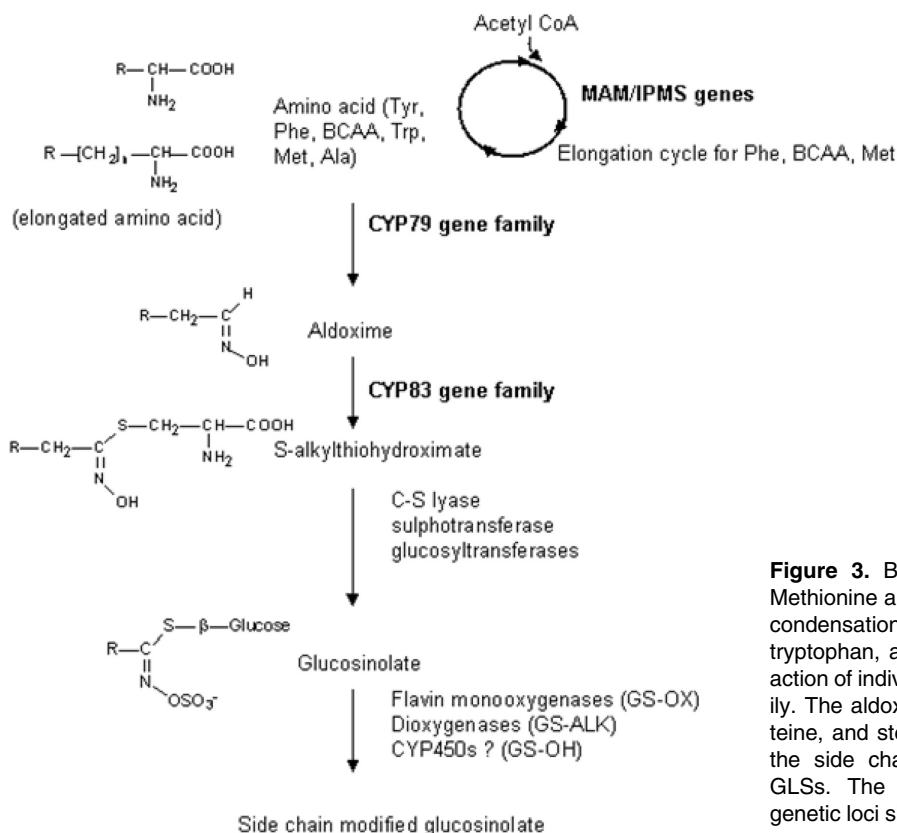 Acetyl CoA
R—CH—COOH
NH2
Amino acid (Tyr,
Phe, BCAA, Trp,
Met, Ala)
MAM/IPMS genes
Elongation cycle for Phe, BCAA, Met
R—[CH2]n—CH—COOH
NH2
(elongated amino acid)
CYP79 gene family
H
R—CH2—C
N
OH
Aldoxime
CYP83 gene family
S—CH2—CH—COOH
R—CH2—C
NH2
N
OH
S-alkylthiohydroximate
C-S lyase
sulphotransferase
glucosyltransferases
S—β—Glucose
R—C
N
OSO3-
Glucosinolate
Flavin monooxygenases (GS-OX)
Dioxygenases (GS-ALK)
CYP450s ? (GS-OH)
Side chain modified glucosinolate
Figure 3. B
Methionine a
condensation
tryptophan, a
action of indiv
ily. The aldox
teine, and ste
the side cha
GLSs. The
genetic loci s